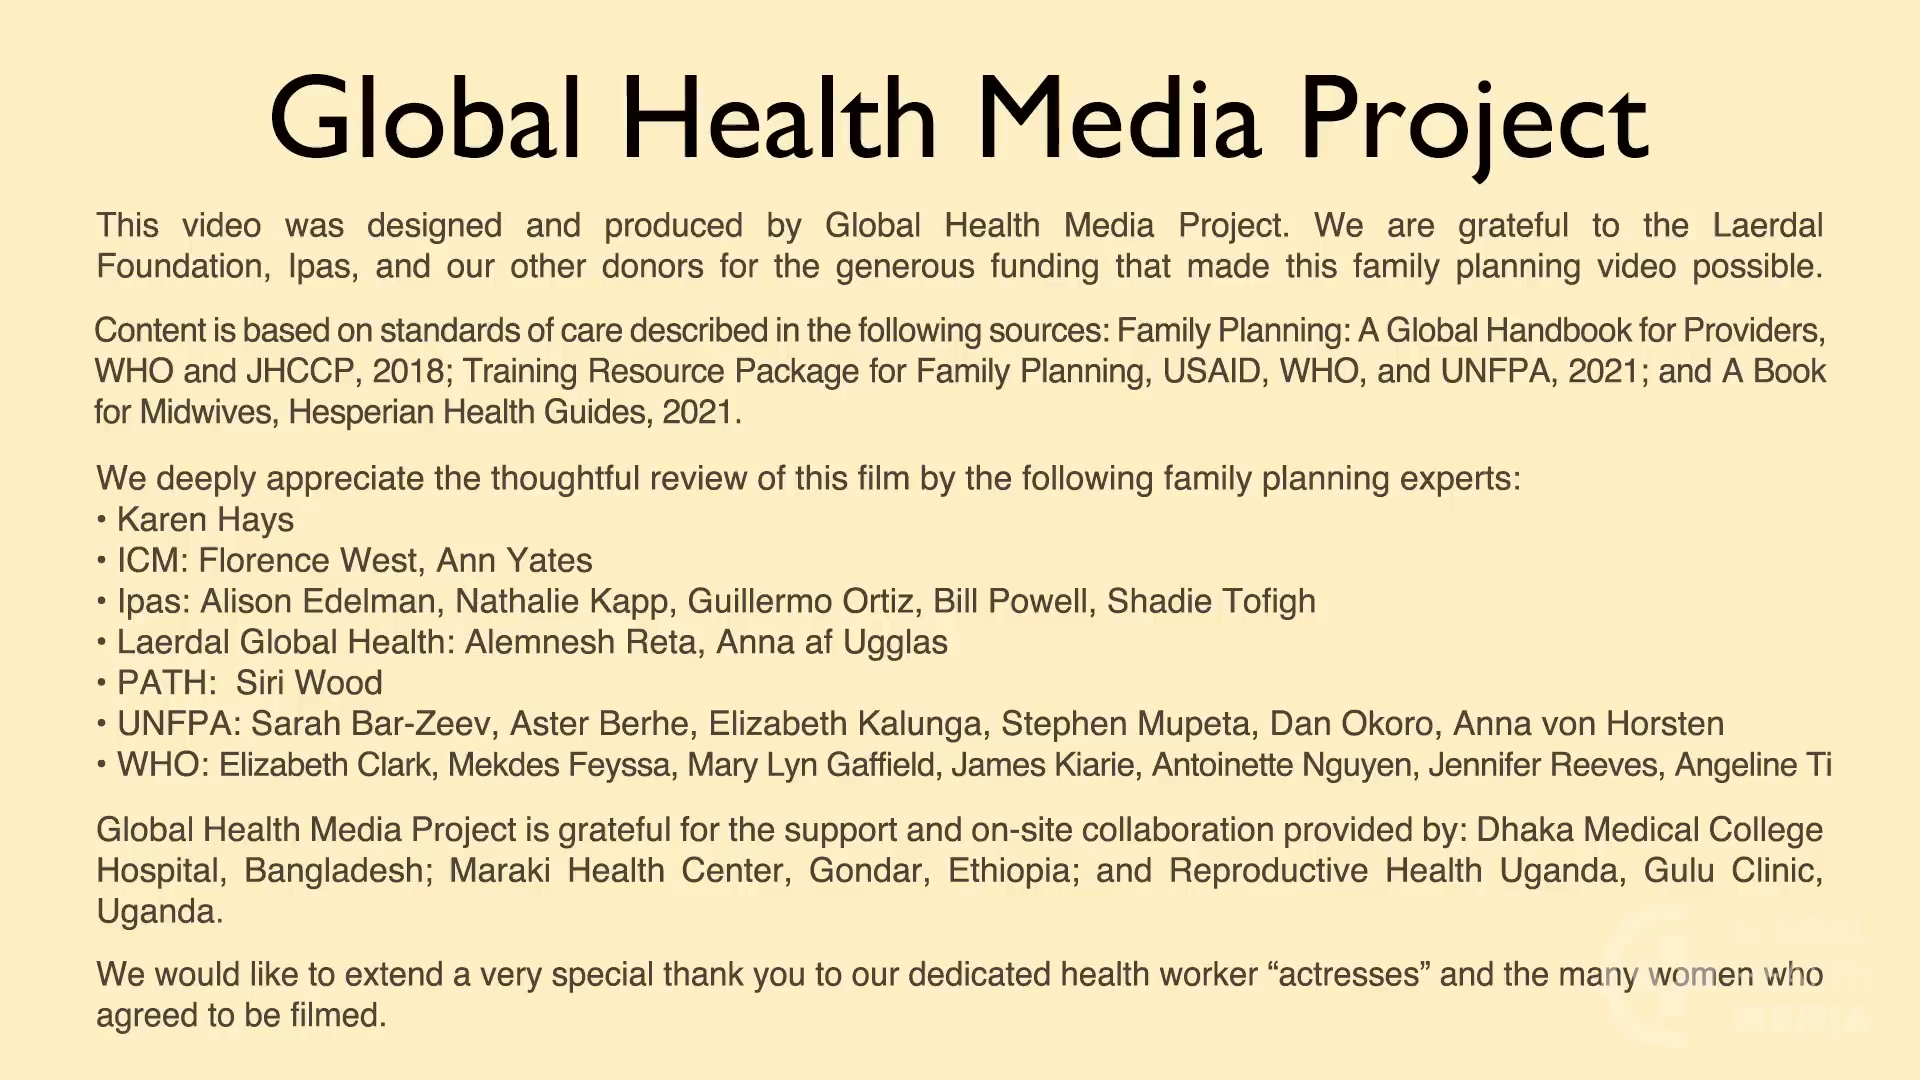 Global Health Media Project
This video was designed and produced by Global Health Media Project. We are grateful to the Laerdal
Foundation, Ipas, and our other donors for the generous funding that made this family planning video possible.
Content is based on standards of care described in the following sources: Family Planning: A Global Handbook for Providers,
WHO and JHCCP, 2018; Training Resource Package for Family Planning, USAID, WHO, and UNFPA, 2021; and A Book
for Midwives, Hesperian Health Guides, 2021.
We deeply appreciate the thoughtful review of this film by the following family planning experts:
• Karen Hays
• ICM: Florence West, Ann Yates
• Ipas: Alison Edelman, Nathalie Kapp, Guillermo Ortiz, Bill Powell, Shadie Tofigh
• Laerdal Global Health: Alemnesh Reta, Anna af Ugglas
• PATH:  Siri Wood
• UNFPA: Sarah Bar-Zeev, Aster Berhe, Elizabeth Kalunga, Stephen Mupeta, Dan Okoro, Anna von Horsten
• WHO: Elizabeth Clark, Mekdes Feyssa, Mary Lyn Gaffield, James Kiarie, Antoinette Nguyen, Jennifer Reeves, Angeline Ti
Global Health Media Project is grateful for the support and on-site collaboration provided by: Dhaka Medical College
Hospital, Bangladesh; Maraki Health Center, Gondar, Ethiopia; and Reproductive Health Uganda, Gulu Clinic,
Uganda.
We would like to extend a very special thank you to our dedicated health worker “actresses” and the many women who
agreed to be filmed.
MEDIA